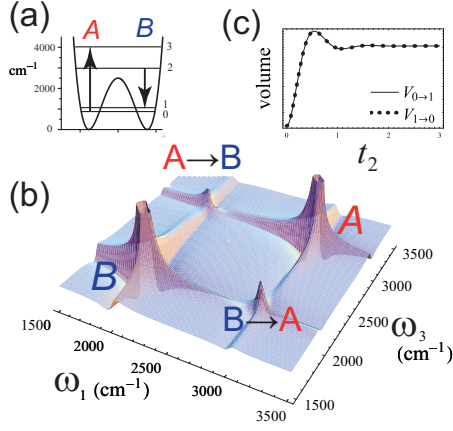 (a)
A B
4000
cm⁻¹
2000
0
3
2
1
0
(c)
volume
V₀→₁
V₁→₀
0 1 2 3
t₂
A→B
(b)
A
B
B→A
1500
2000
2500
3000
3500
ω₁ (cm⁻¹)
3500
3000
2000
1500
ω₃
(cm⁻¹)